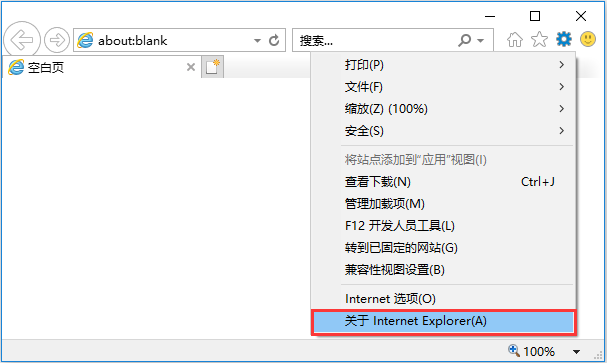 about:blank
搜索...
空白页
打印(P)
文件(F)
缩放(Z) (100%)
安全(S)
将站点添加到“应用”视图(I)
查看下载(N) Ctrl+J
管理加载项(M)
F12 开发人员工具(L)
转到已固定的网站(G)
兼容性视图设置(B)
Internet 选项(O)
关于 Internet Explorer(A)
100%